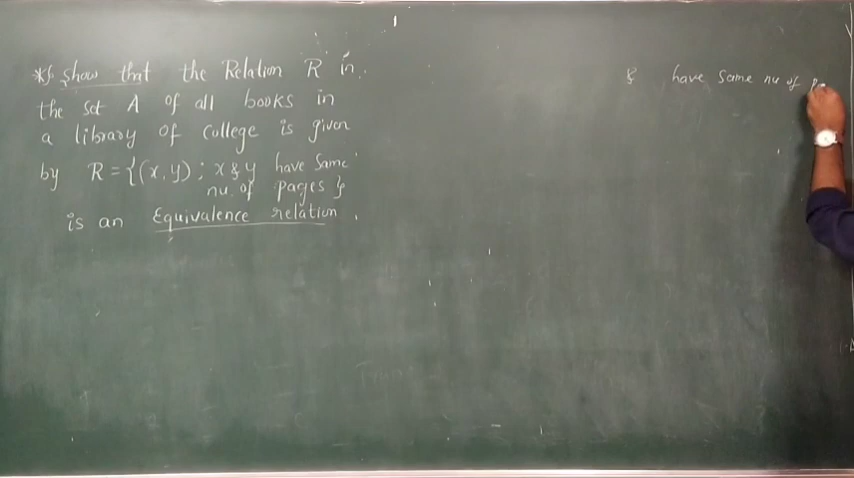 *§ Show that the Relation R in
the set A of all books in
a library of College is given
by R = {(x, y) ; x & y have same
nu. of pages }
is an Equivalence relation.
& have same nu of